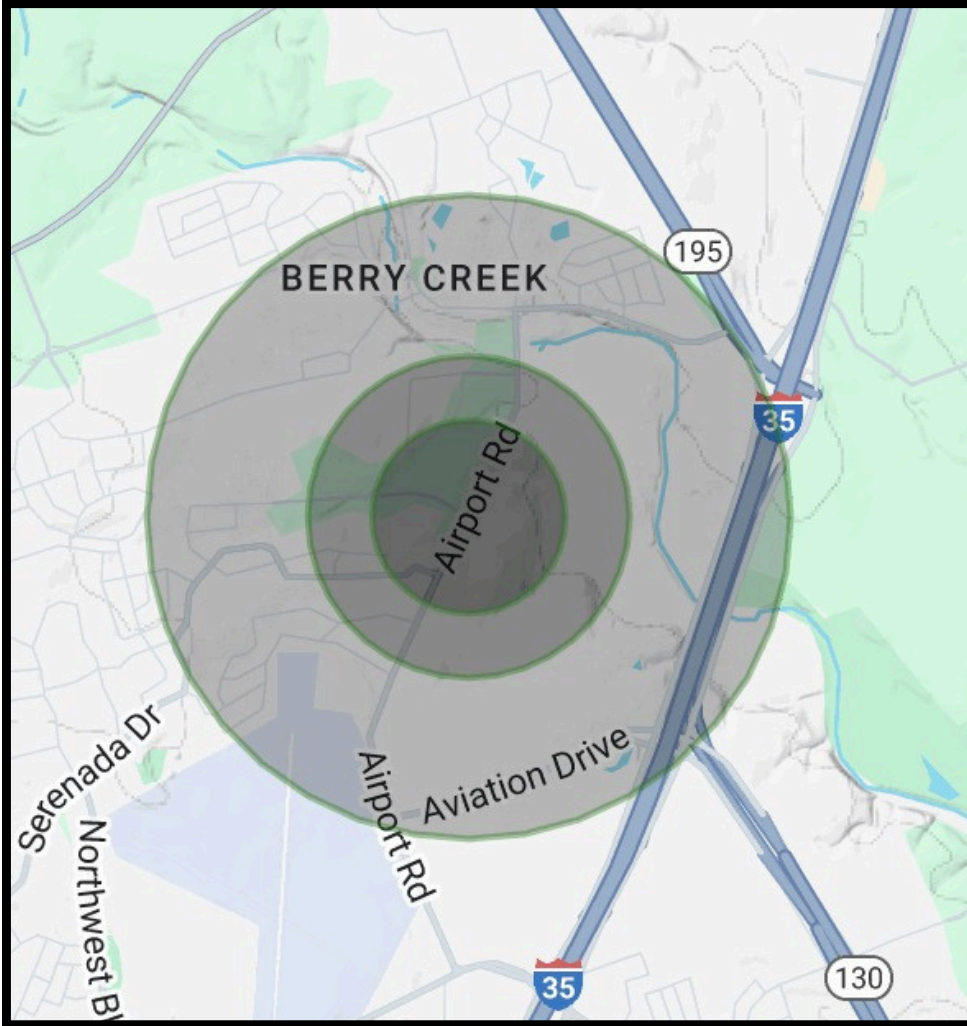 195
BERRY CREEK
35
Airport Rd
Serenada Dr
Aviation Drive
Airport Rd
Northwest Bl
130
35